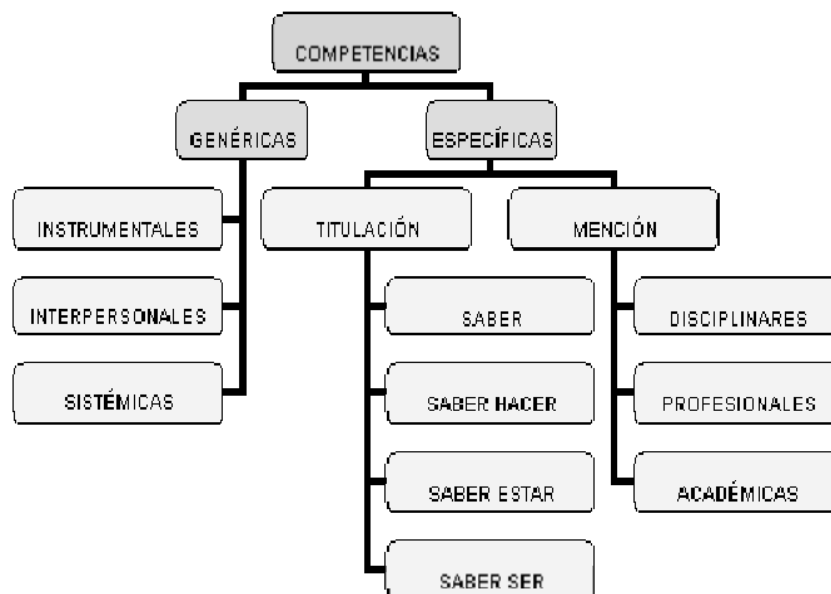 COMPETENCIAS
GENÉRICAS
ESPECÍFICAS
INSTRUMENTALES
TITULACIÓN
MENCIÓN
INTERPERSONALES
SABER
DISCIPLINARES
SISTÉMICAS
SABER HACER
PROFESIONALES
SABER ESTAR
ACADÉMICAS
SABER SER